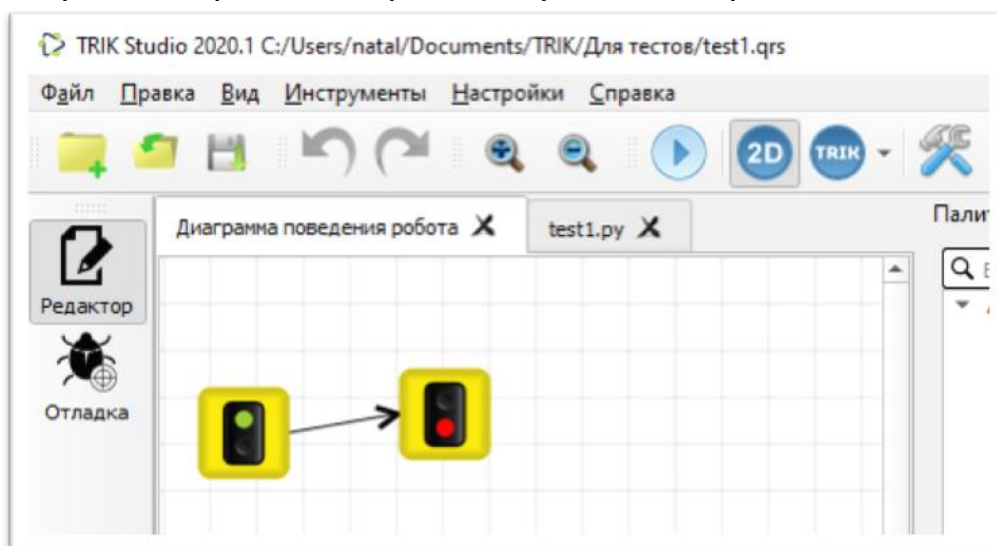 TRIK Studio 2020.1 C:/Users/natal/Documents/TRIK/Для тестов/test1.qrs
Файл Правка Вид Инструменты Настройки Справка
2D TRIK
Диаграмма поведения робота test1.py
Редактор
Отладка